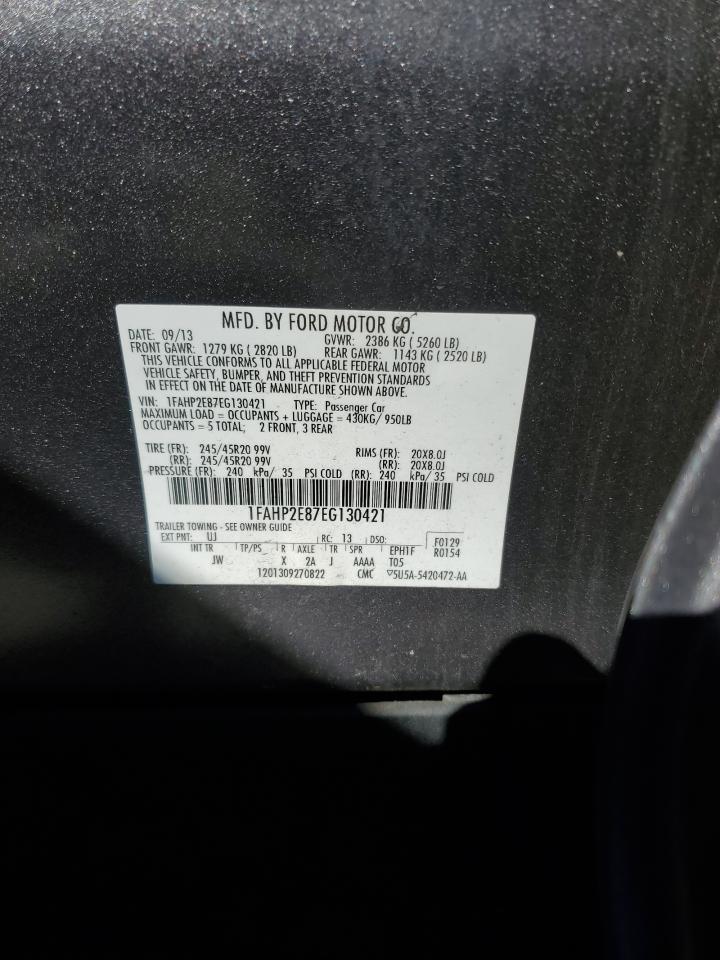 MFD. BY FORD MOTOR CO.
DATE: 09/13 GVWR: 2386 KG ( 5260 LB)
FRONT GAWR: 1279 KG ( 2820 LB) REAR GAWR: 1143 KG ( 2520 LB)
THIS VEHICLE CONFORMS TO ALL APPLICABLE FEDERAL MOTOR
VEHICLE SAFETY, BUMPER, AND THEFT PREVENTION STANDARDS
IN EFFECT ON THE DATE OF MANUFACTURE SHOWN ABOVE.
VIN: 1FAHP2E87EG130421 TYPE: Passenger Car
MAXIMUM LOAD = OCCUPANTS + LUGGAGE = 430KG/ 950LB
OCCUPANTS = 5 TOTAL; 2 FRONT, 3 REAR
TIRE (FR): 245/45R20 99V RIMS (FR): 20X8.0J
(RR): 245/45R20 99V (RR): 20X8.0J
PRESSURE (FR): 240 kPa/ 35 PSI COLD (RR): 240 kPa/ 35 PSI COLD
1FAHP2E87EG130421
TRAILER TOWING - SEE OWNER GUIDE
EXT PNT: UJ RC: 13 DSO: F0129
INT TR TP/PS R AXLE TR SPR EPH1F R0154
JW X 2A J AAAA T05
1201309270822 CMC ▽5U5A-5420472-AA